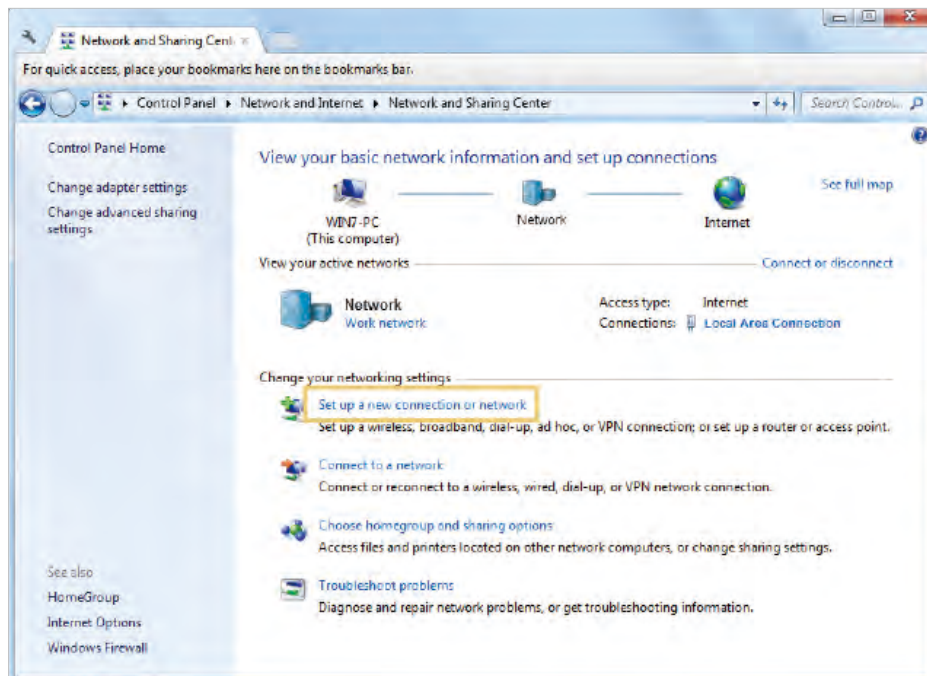 Network and Sharing Cent
For quick access, place your bookmarks here on the bookmarks bar.
Control Panel Network and Internet Network and Sharing Center
Search Control...
Control Panel Home
Change adapter settings
Change advanced sharing
settings
View your basic network information and set up connections
See full map
WIN7-PC
(This computer)
Network
Internet
View your active networks
Connect or disconnect
Network
Work network
Access type: Internet
Connections: Local Area Connection
Change your networking settings
Set up a new connection or network
Set up a wireless, broadband, dial-up, ad hoc, or VPN connection; or set up a router or access point.
Connect to a network
Connect or reconnect to a wireless, wired, dial-up, or VPN network connection.
Choose homegroup and sharing options
Access files and printers located on other network computers, or change sharing settings.
Troubleshoot problems
Diagnose and repair network problems, or get troubleshooting information.
See also
HomeGroup
Internet Options
Windows Firewall